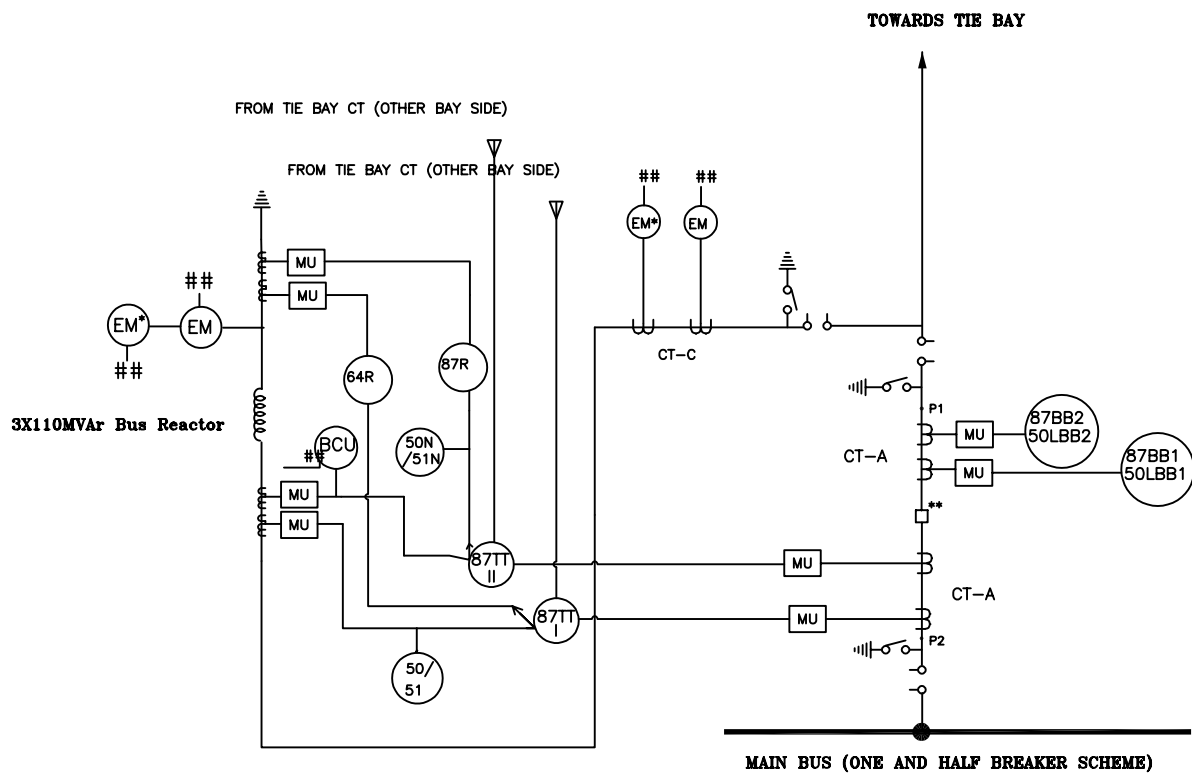 TOWARDS TIE BAY
FROM TIE BAY CT (OTHER BAY SIDE)
FROM TIE BAY CT (OTHER BAY SIDE)
##
##
EM*
EM
MU
MU
##
EM*
EM
##
CT-C
64R
87R
3X110MVAr Bus Reactor
P1
87BB2
50LBB2
MU
BCU
##
50N
/51N
CT-A
87BB1
50LBB1
MU
MU
MU
**
87TT
II
MU
CT-A
87TT
I
MU
P2
50/
51
MAIN BUS (ONE AND HALF BREAKER SCHEME)